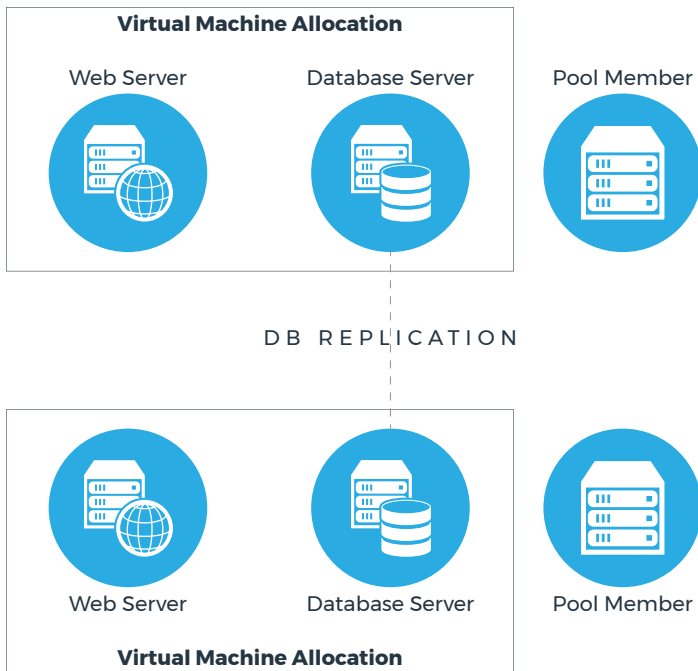 Virtual Machine Allocation
Web Server Database Server Pool Member
DB REPLICATION
Web Server Database Server Pool Member
Virtual Machine Allocation